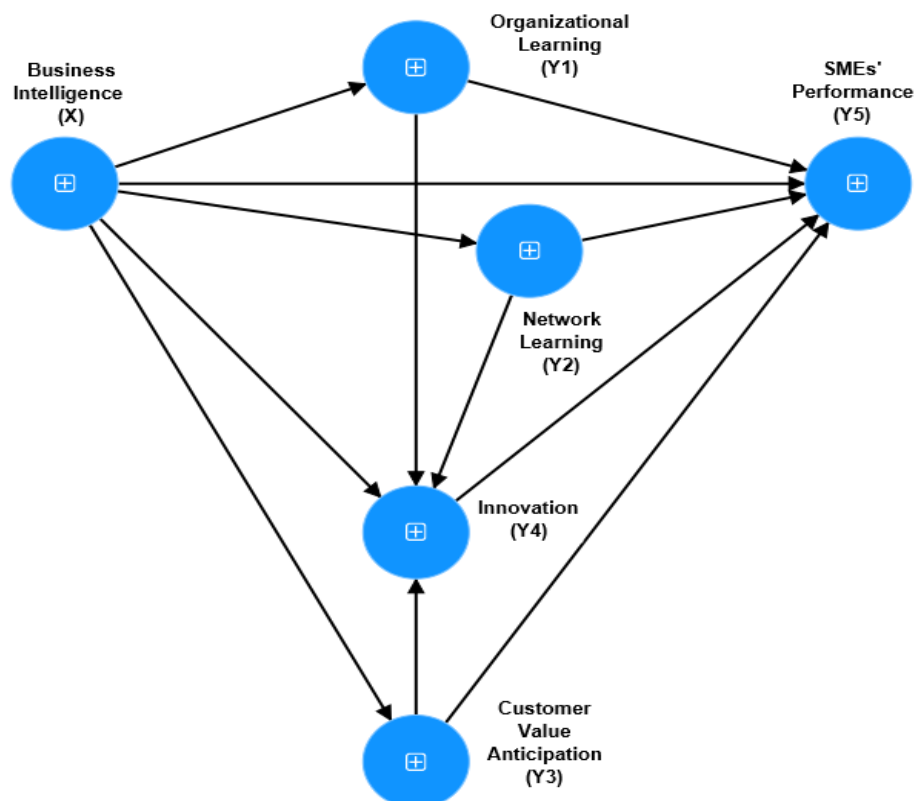 Organizational
Learning
(Y1)
Business
Intelligence
(X)
SMEs'
Performance
(Y5)
Network
Learning
(Y2)
Innovation
(Y4)
Customer
Value
Anticipation
(Y3)